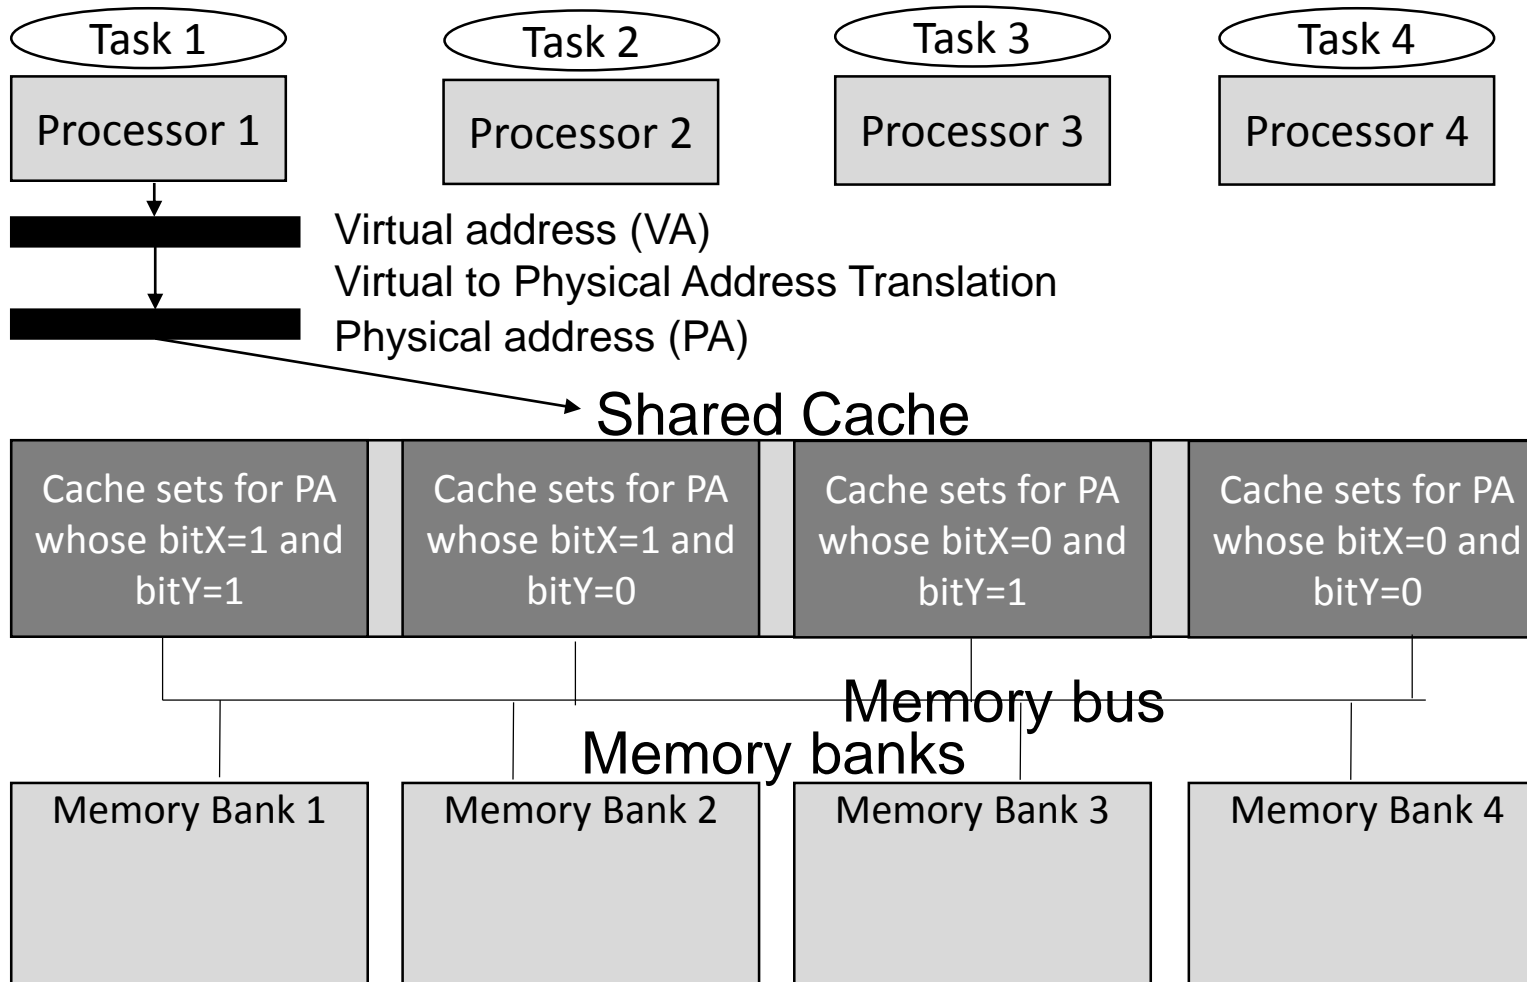 Task 1
Task 2
Task 3
Task 4
Processor 1
Processor 2
Processor 3
Processor 4
Virtual address (VA)
Virtual to Physical Address Translation
Physical address (PA)
Shared Cache
Cache sets for PA
whose bitX=1 and
bitY=1
Cache sets for PA
whose bitX=1 and
bitY=0
Cache sets for PA
whose bitX=0 and
bitY=1
Cache sets for PA
whose bitX=0 and
bitY=0
Memory bus
Memory banks
Memory Bank 1
Memory Bank 2
Memory Bank 3
Memory Bank 4